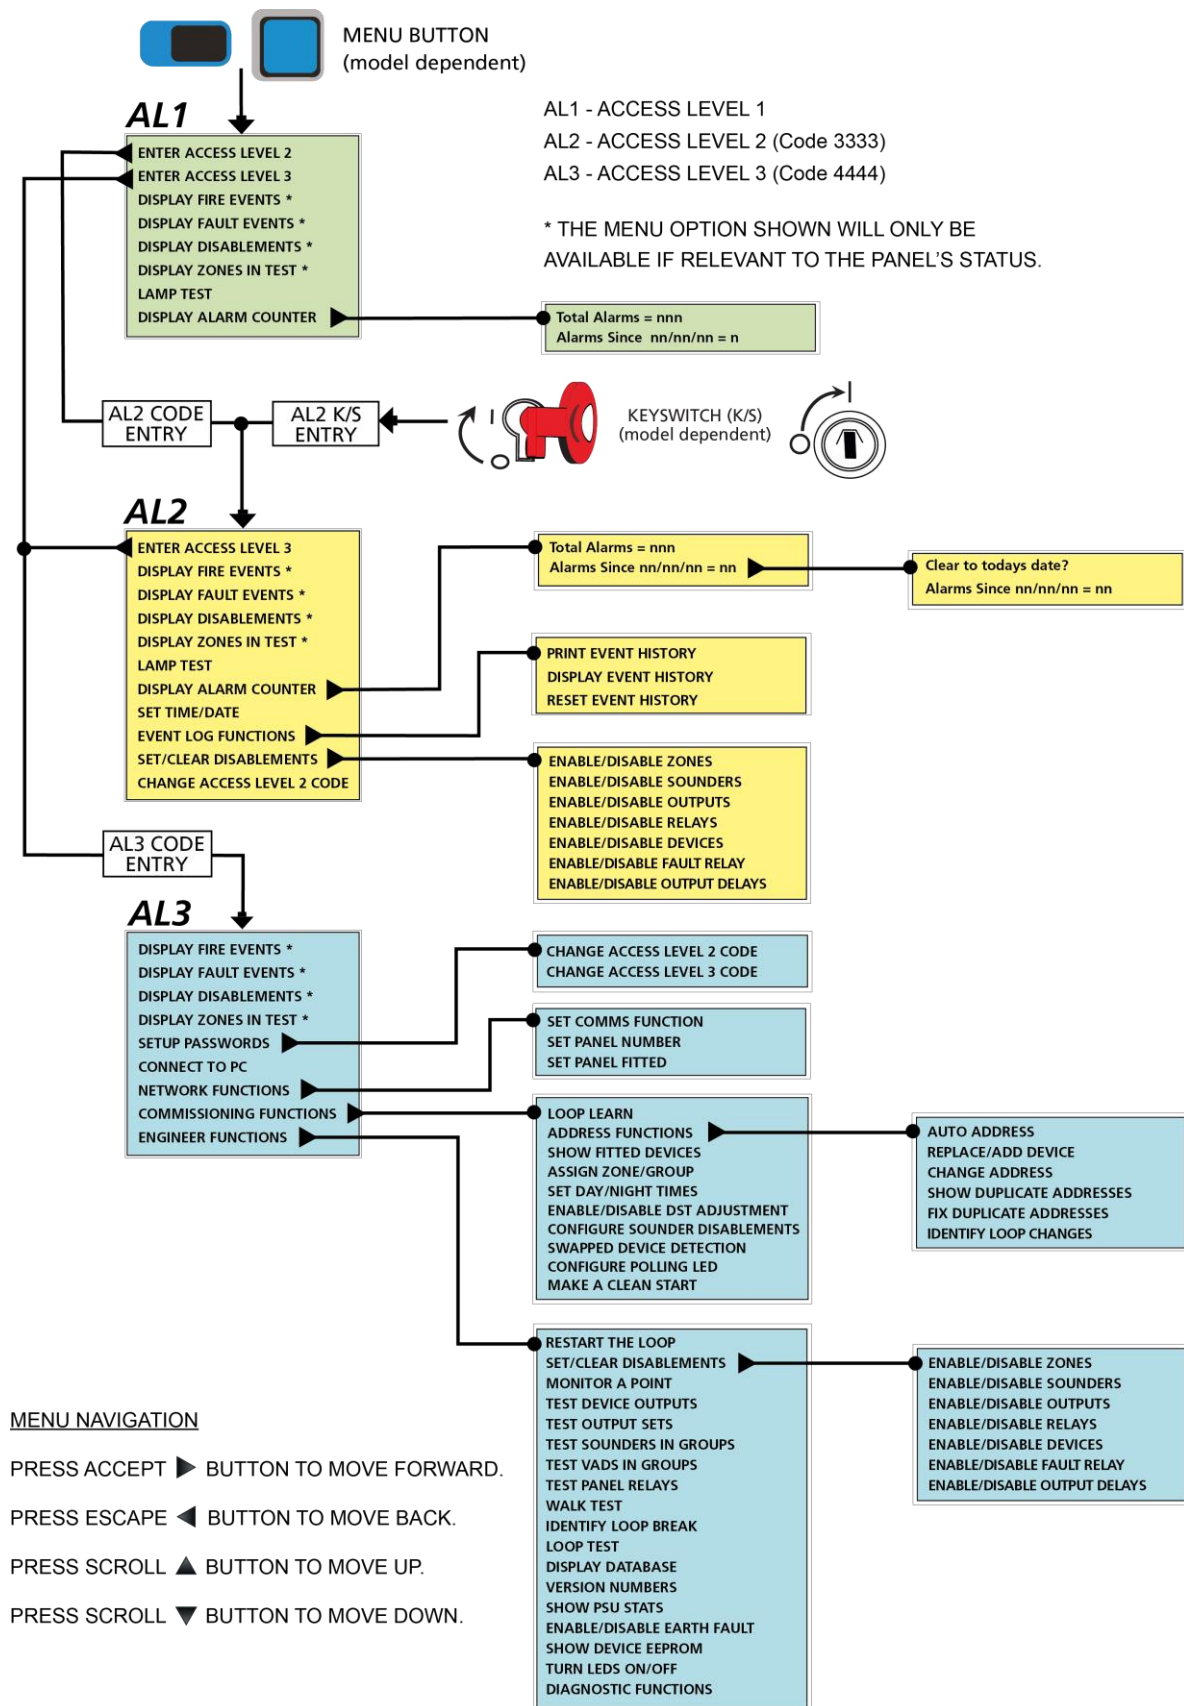 MENU BUTTON
(model dependent)
AL1
AL1 - ACCESS LEVEL 1
AL2 - ACCESS LEVEL 2 (Code 3333)
AL3 - ACCESS LEVEL 3 (Code 4444)
* THE MENU OPTION SHOWN WILL ONLY BE
AVAILABLE IF RELEVANT TO THE PANEL'S STATUS.
ENTER ACCESS LEVEL 2
ENTER ACCESS LEVEL 3
DISPLAY FIRE EVENTS *
DISPLAY FAULT EVENTS *
DISPLAY DISABLEMENTS *
DISPLAY ZONES IN TEST *
LAMP TEST
DISPLAY ALARM COUNTER
Total Alarms = nnn
Alarms Since nn/nn/nn = n
AL2 CODE
ENTRY
AL2 K/S
ENTRY
I
O
KEYSWITCH (K/S)
(model dependent)
I
O
AL2
ENTER ACCESS LEVEL 3
DISPLAY FIRE EVENTS *
DISPLAY FAULT EVENTS *
DISPLAY DISABLEMENTS *
DISPLAY ZONES IN TEST *
LAMP TEST
DISPLAY ALARM COUNTER
SET TIME/DATE
EVENT LOG FUNCTIONS
SET/CLEAR DISABLEMENTS
CHANGE ACCESS LEVEL 2 CODE
Total Alarms = nnn
Alarms Since nn/nn/nn = nn
Clear to todays date?
Alarms Since nn/nn/nn = nn
PRINT EVENT HISTORY
DISPLAY EVENT HISTORY
RESET EVENT HISTORY
ENABLE/DISABLE ZONES
ENABLE/DISABLE SOUNDERS
ENABLE/DISABLE OUTPUTS
ENABLE/DISABLE RELAYS
ENABLE/DISABLE DEVICES
ENABLE/DISABLE FAULT RELAY
ENABLE/DISABLE OUTPUT DELAYS
AL3 CODE
ENTRY
AL3
DISPLAY FIRE EVENTS *
DISPLAY FAULT EVENTS *
DISPLAY DISABLEMENTS *
DISPLAY ZONES IN TEST *
SETUP PASSWORDS
CONNECT TO PC
NETWORK FUNCTIONS
COMMISSIONING FUNCTIONS
ENGINEER FUNCTIONS
CHANGE ACCESS LEVEL 2 CODE
CHANGE ACCESS LEVEL 3 CODE
SET COMMS FUNCTION
SET PANEL NUMBER
SET PANEL FITTED
LOOP LEARN
ADDRESS FUNCTIONS
SHOW FITTED DEVICES
ASSIGN ZONE/GROUP
SET DAY/NIGHT TIMES
ENABLE/DISABLE DST ADJUSTMENT
CONFIGURE SOUNDER DISABLEMENTS
SWAPPED DEVICE DETECTION
CONFIGURE POLLING LED
MAKE A CLEAN START
AUTO ADDRESS
REPLACE/ADD DEVICE
CHANGE ADDRESS
SHOW DUPLICATE ADDRESSES
FIX DUPLICATE ADDRESSES
IDENTIFY LOOP CHANGES
RESTART THE LOOP
SET/CLEAR DISABLEMENTS
MONITOR A POINT
TEST DEVICE OUTPUTS
TEST OUTPUT SETS
TEST SOUNDERS IN GROUPS
TEST VADS IN GROUPS
TEST PANEL RELAYS
WALK TEST
IDENTIFY LOOP BREAK
LOOP TEST
DISPLAY DATABASE
VERSION NUMBERS
SHOW PSU STATS
ENABLE/DISABLE EARTH FAULT
SHOW DEVICE EEPROM
TURN LEDS ON/OFF
DIAGNOSTIC FUNCTIONS
ENABLE/DISABLE ZONES
ENABLE/DISABLE SOUNDERS
ENABLE/DISABLE OUTPUTS
ENABLE/DISABLE RELAYS
ENABLE/DISABLE DEVICES
ENABLE/DISABLE FAULT RELAY
ENABLE/DISABLE OUTPUT DELAYS
MENU NAVIGATION
PRESS ACCEPT ▶ BUTTON TO MOVE FORWARD.
PRESS ESCAPE ◀ BUTTON TO MOVE BACK.
PRESS SCROLL ▲ BUTTON TO MOVE UP.
PRESS SCROLL ▼ BUTTON TO MOVE DOWN.